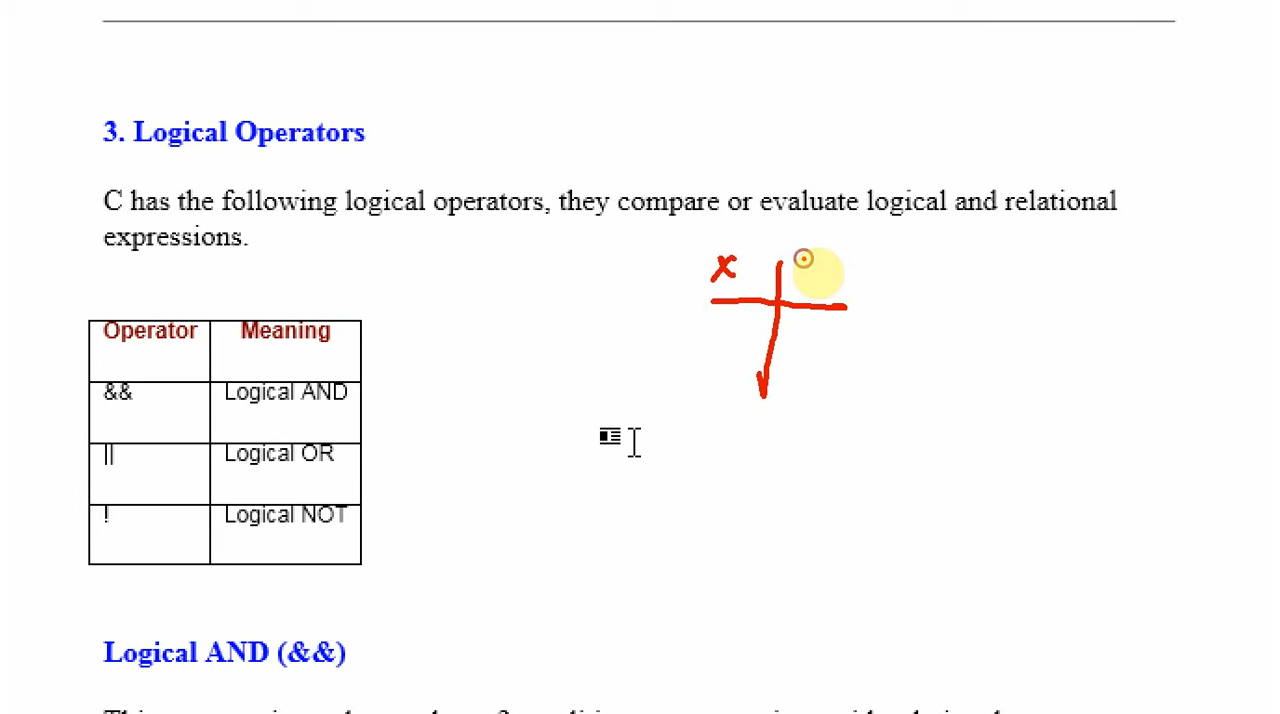 3. Logical Operators
C has the following logical operators, they compare or evaluate logical and relational
expressions.
x
Operator Meaning
&& Logical AND
|| Logical OR
! Logical NOT
Logical AND (&&)